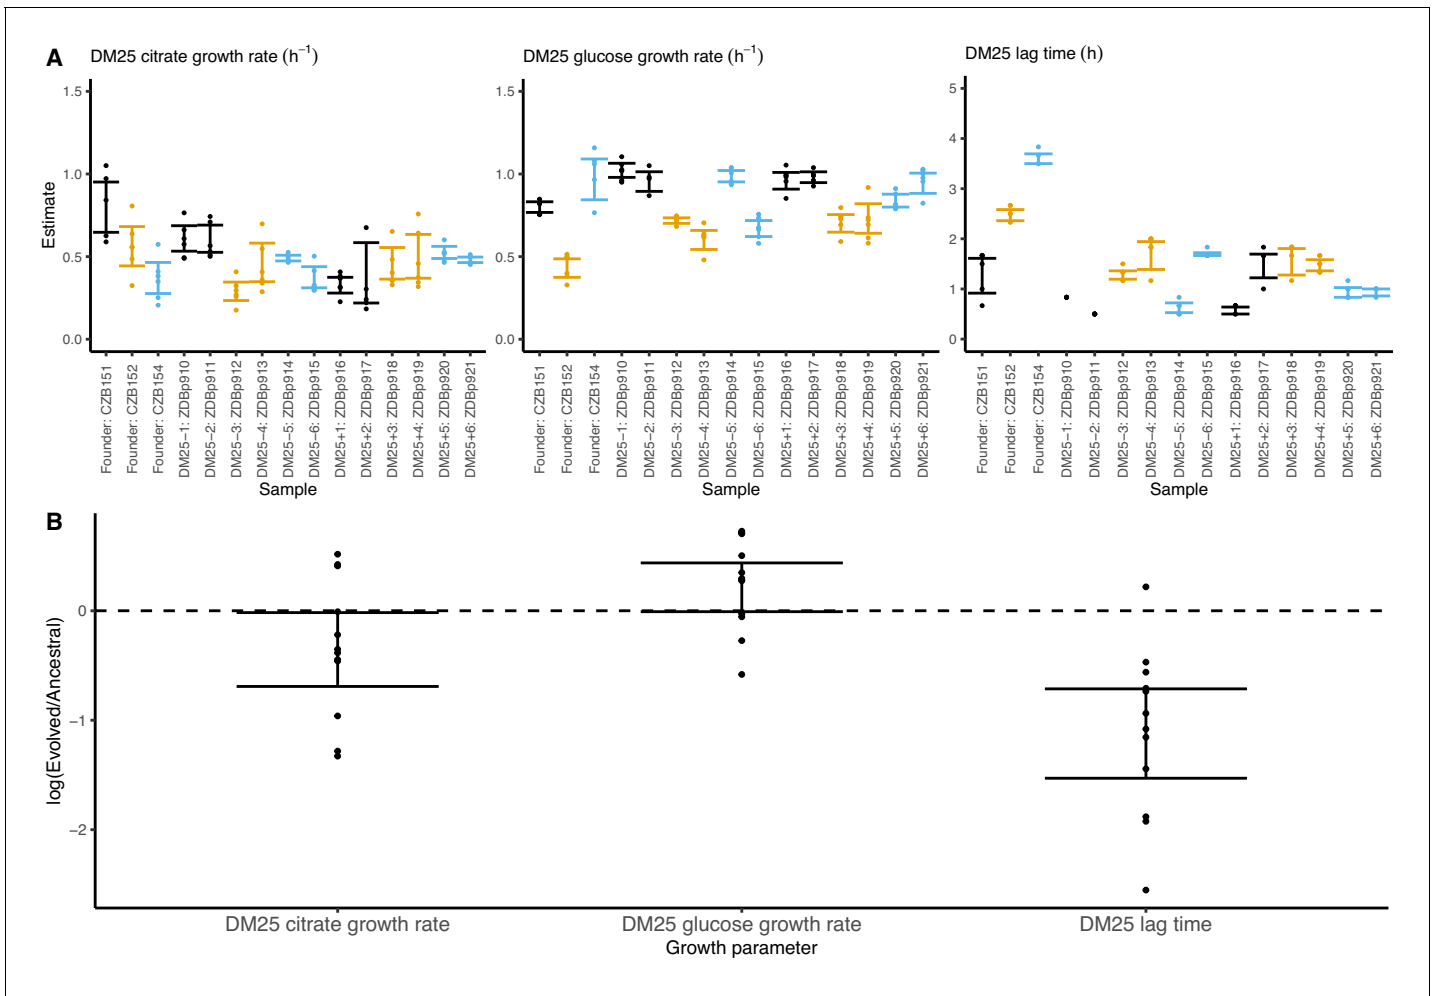 A
DM25 citrate growth rate (h⁻¹)
DM25 glucose growth rate (h⁻¹)
DM25 lag time (h)
Estimate
1.5
1.0
0.5
0.0
Founder: CZB151
Founder: CZB152
Founder: CZB154
DM25−1: ZDBp910
DM25−2: ZDBp911
DM25−3: ZDBp912
DM25−4: ZDBp913
DM25−5: ZDBp914
DM25−6: ZDBp915
DM25+1: ZDBp916
DM25+2: ZDBp917
DM25+3: ZDBp918
DM25+4: ZDBp919
DM25+5: ZDBp920
DM25+6: ZDBp921
Sample
1.5
1.0
0.5
0.0
Founder: CZB151
Founder: CZB152
Founder: CZB154
DM25−1: ZDBp910
DM25−2: ZDBp911
DM25−3: ZDBp912
DM25−4: ZDBp913
DM25−5: ZDBp914
DM25−6: ZDBp915
DM25+1: ZDBp916
DM25+2: ZDBp917
DM25+3: ZDBp918
DM25+4: ZDBp919
DM25+5: ZDBp920
DM25+6: ZDBp921
Sample
5
4
3
2
1
0
Founder: CZB151
Founder: CZB152
Founder: CZB154
DM25−1: ZDBp910
DM25−2: ZDBp911
DM25−3: ZDBp912
DM25−4: ZDBp913
DM25−5: ZDBp914
DM25−6: ZDBp915
DM25+1: ZDBp916
DM25+2: ZDBp917
DM25+3: ZDBp918
DM25+4: ZDBp919
DM25+5: ZDBp920
DM25+6: ZDBp921
Sample
B
log(Evolved/Ancestral)
0
−1
−2
DM25 citrate growth rate
DM25 glucose growth rate
DM25 lag time
Growth parameter